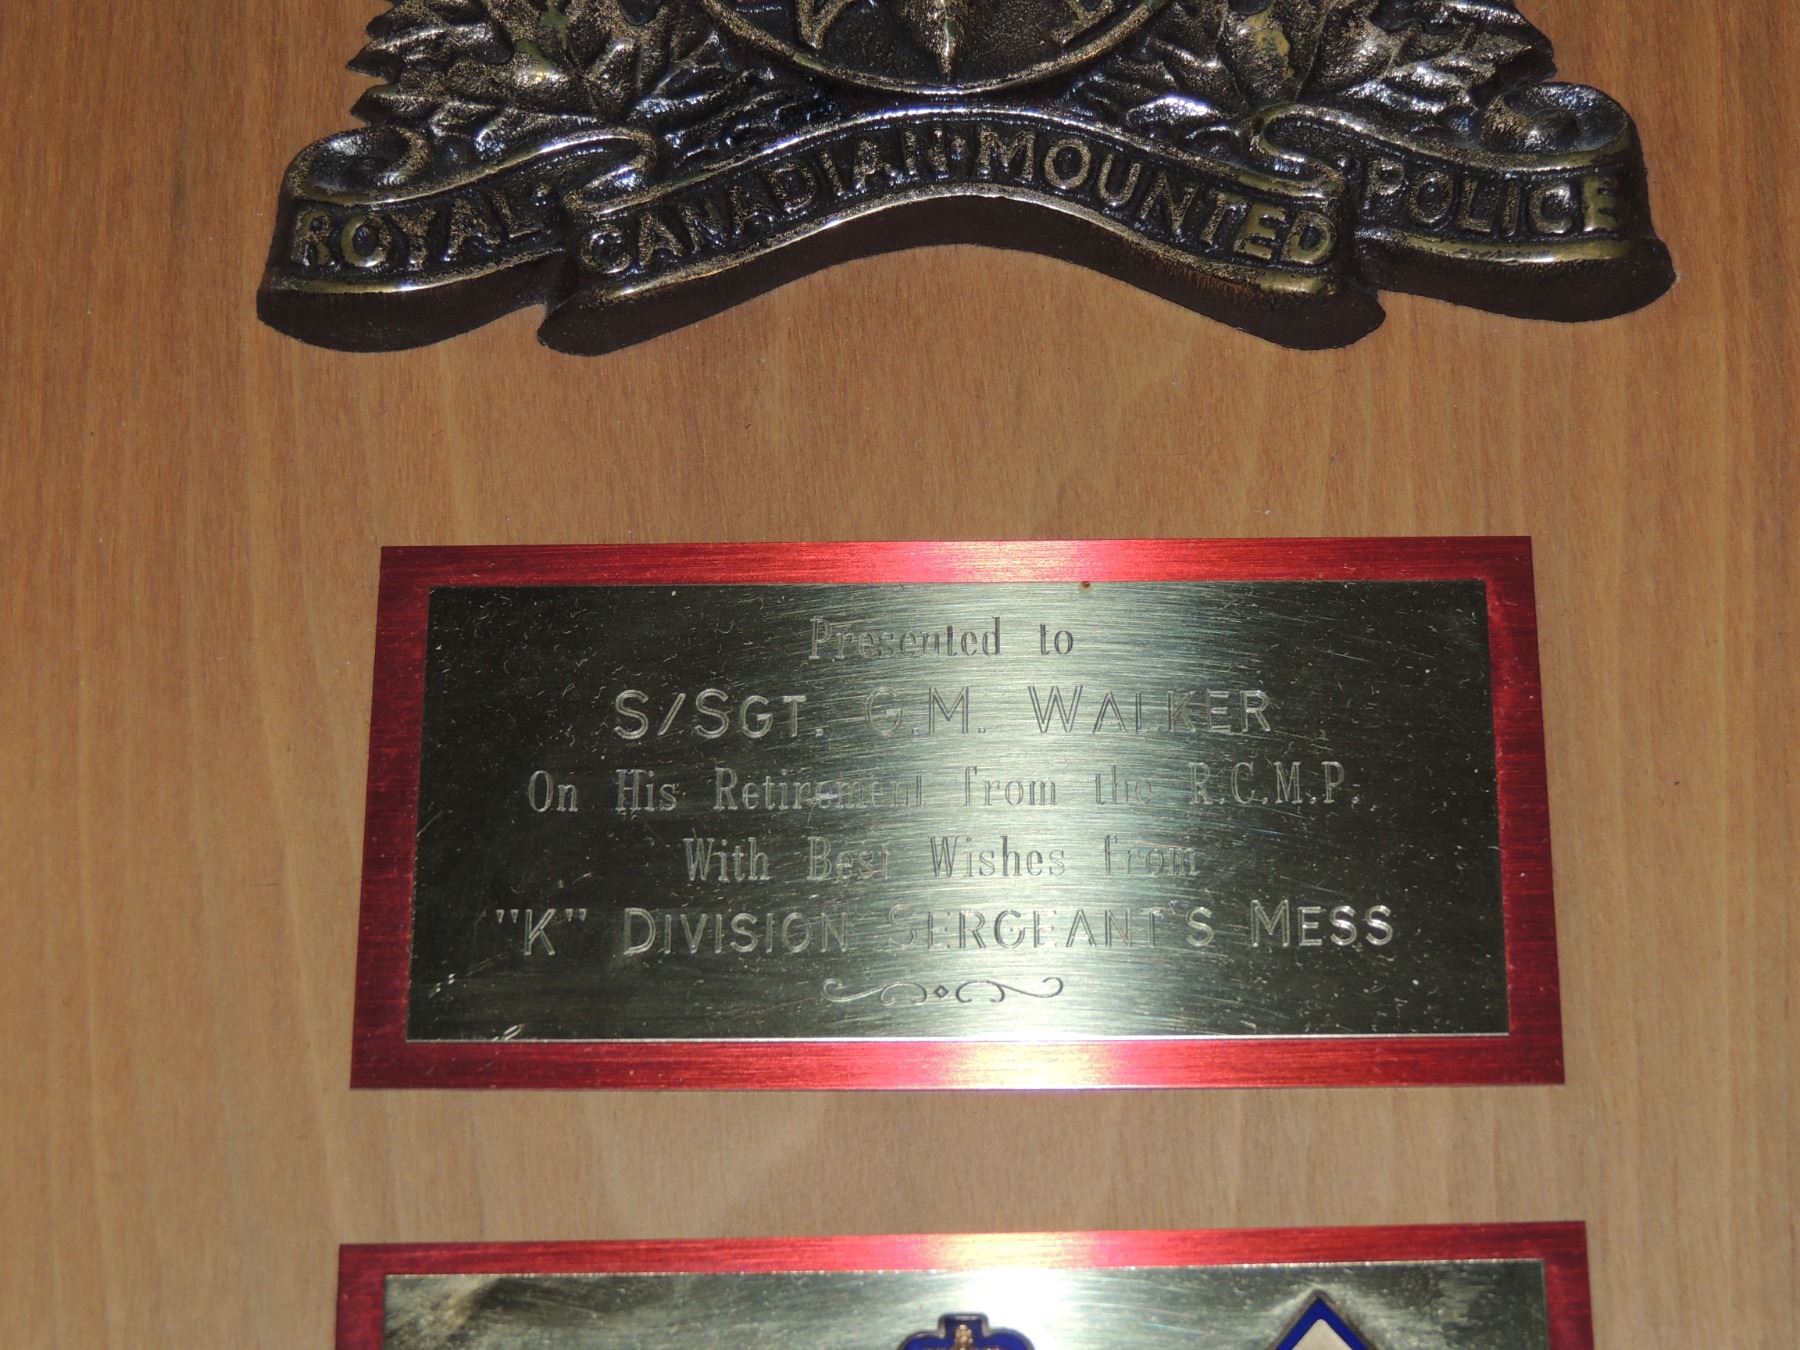 ROYAL · CANADIAN · MOUNTED · POLICE
Presented to
S/SGT. G.M. WALKER
On His Retirement from the R.C.M.P.
With Best Wishes from
"K" DIVISION SERGEANT'S MESS